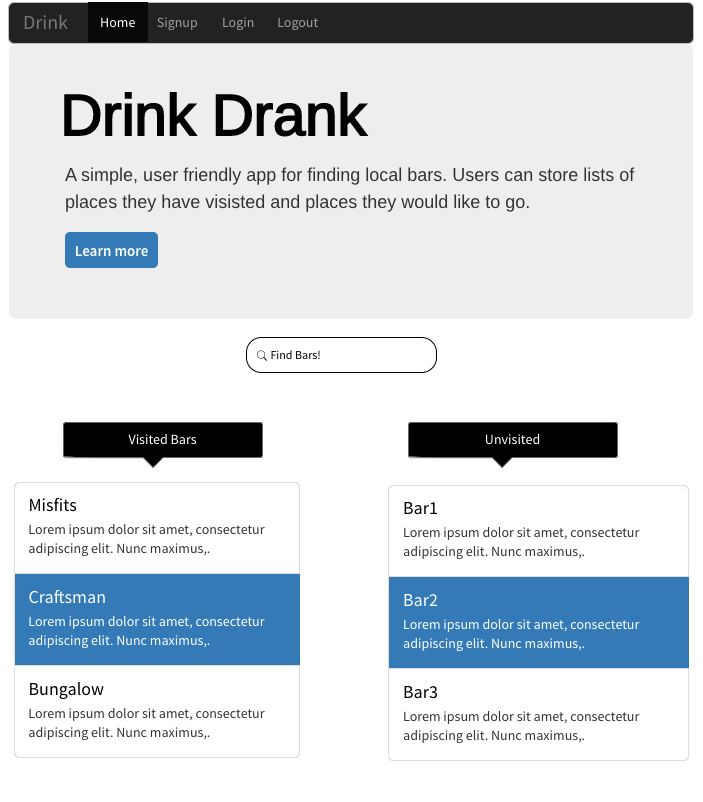 Drink Home Signup Login Logout
Drink Drank
A simple, user friendly app for finding local bars. Users can store lists of
places they have visisted and places they would like to go.
Learn more
Find Bars!
Visited Bars
Misfits
Lorem ipsum dolor sit amet, consectetur
adipiscing elit. Nunc maximus,.
Craftsman
Lorem ipsum dolor sit amet, consectetur
adipiscing elit. Nunc maximus,.
Bungalow
Lorem ipsum dolor sit amet, consectetur
adipiscing elit. Nunc maximus,.
Unvisited
Bar1
Lorem ipsum dolor sit amet, consectetur
adipiscing elit. Nunc maximus,.
Bar2
Lorem ipsum dolor sit amet, consectetur
adipiscing elit. Nunc maximus,.
Bar3
Lorem ipsum dolor sit amet, consectetur
adipiscing elit. Nunc maximus,.